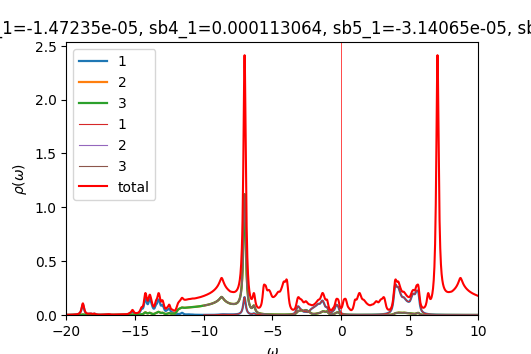 _1=-1.47235e-05, sb4_1=0.000113064, sb5_1=-3.14065e-05, sb
2.5
2.0
1.5
1.0
0.5
0.0
ρ(ω)
1
2
3
1
2
3
total
−20 −15 −10 −5 0 5 10
ω